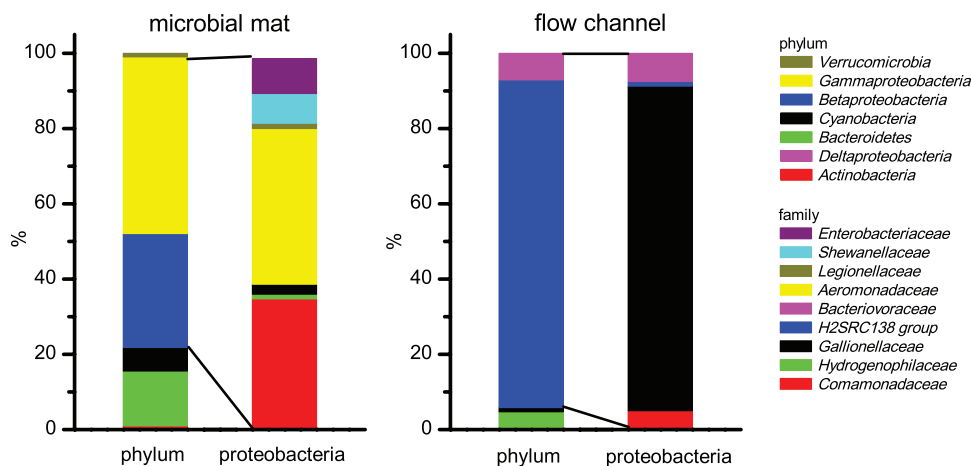 microbial mat
flow channel
100
80
60
40
20
0
%
phylum
proteobacteria
100
80
60
40
20
0
%
phylum
proteobacteria
phylum
Verrucomicrobia
Gammaproteobacteria
Betaproteobacteria
Cyanobacteria
Bacteroidetes
Deltaproteobacteria
Actinobacteria
family
Enterobacteriaceae
Shewanellaceae
Legionellaceae
Aeromonadaceae
Bacteriovoraceae
H2SRC138 group
Gallionellaceae
Hydrogenophilaceae
Comamonadaceae